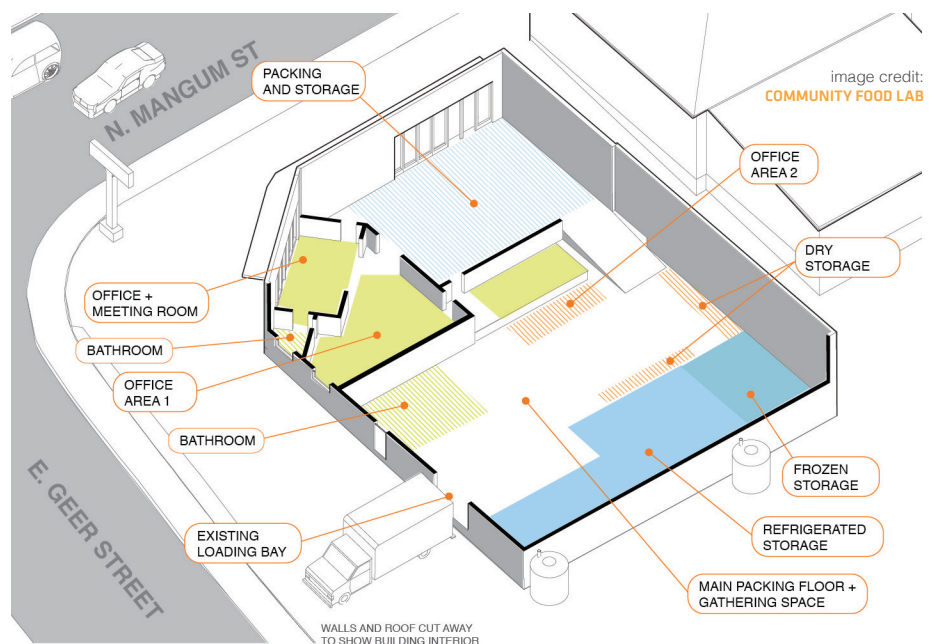 N. MANGUM ST
PACKING
AND STORAGE
image credit:
COMMUNITY FOOD LAB
OFFICE
AREA 2
DRY
STORAGE
OFFICE +
MEETING ROOM
BATHROOM
OFFICE
AREA 1
BATHROOM
E. GEER STREET
FROZEN
STORAGE
EXISTING
LOADING BAY
REFRIGERATED
STORAGE
MAIN PACKING FLOOR +
GATHERING SPACE
WALLS AND ROOF CUT AWAY
TO SHOW BUILDING INTERIOR